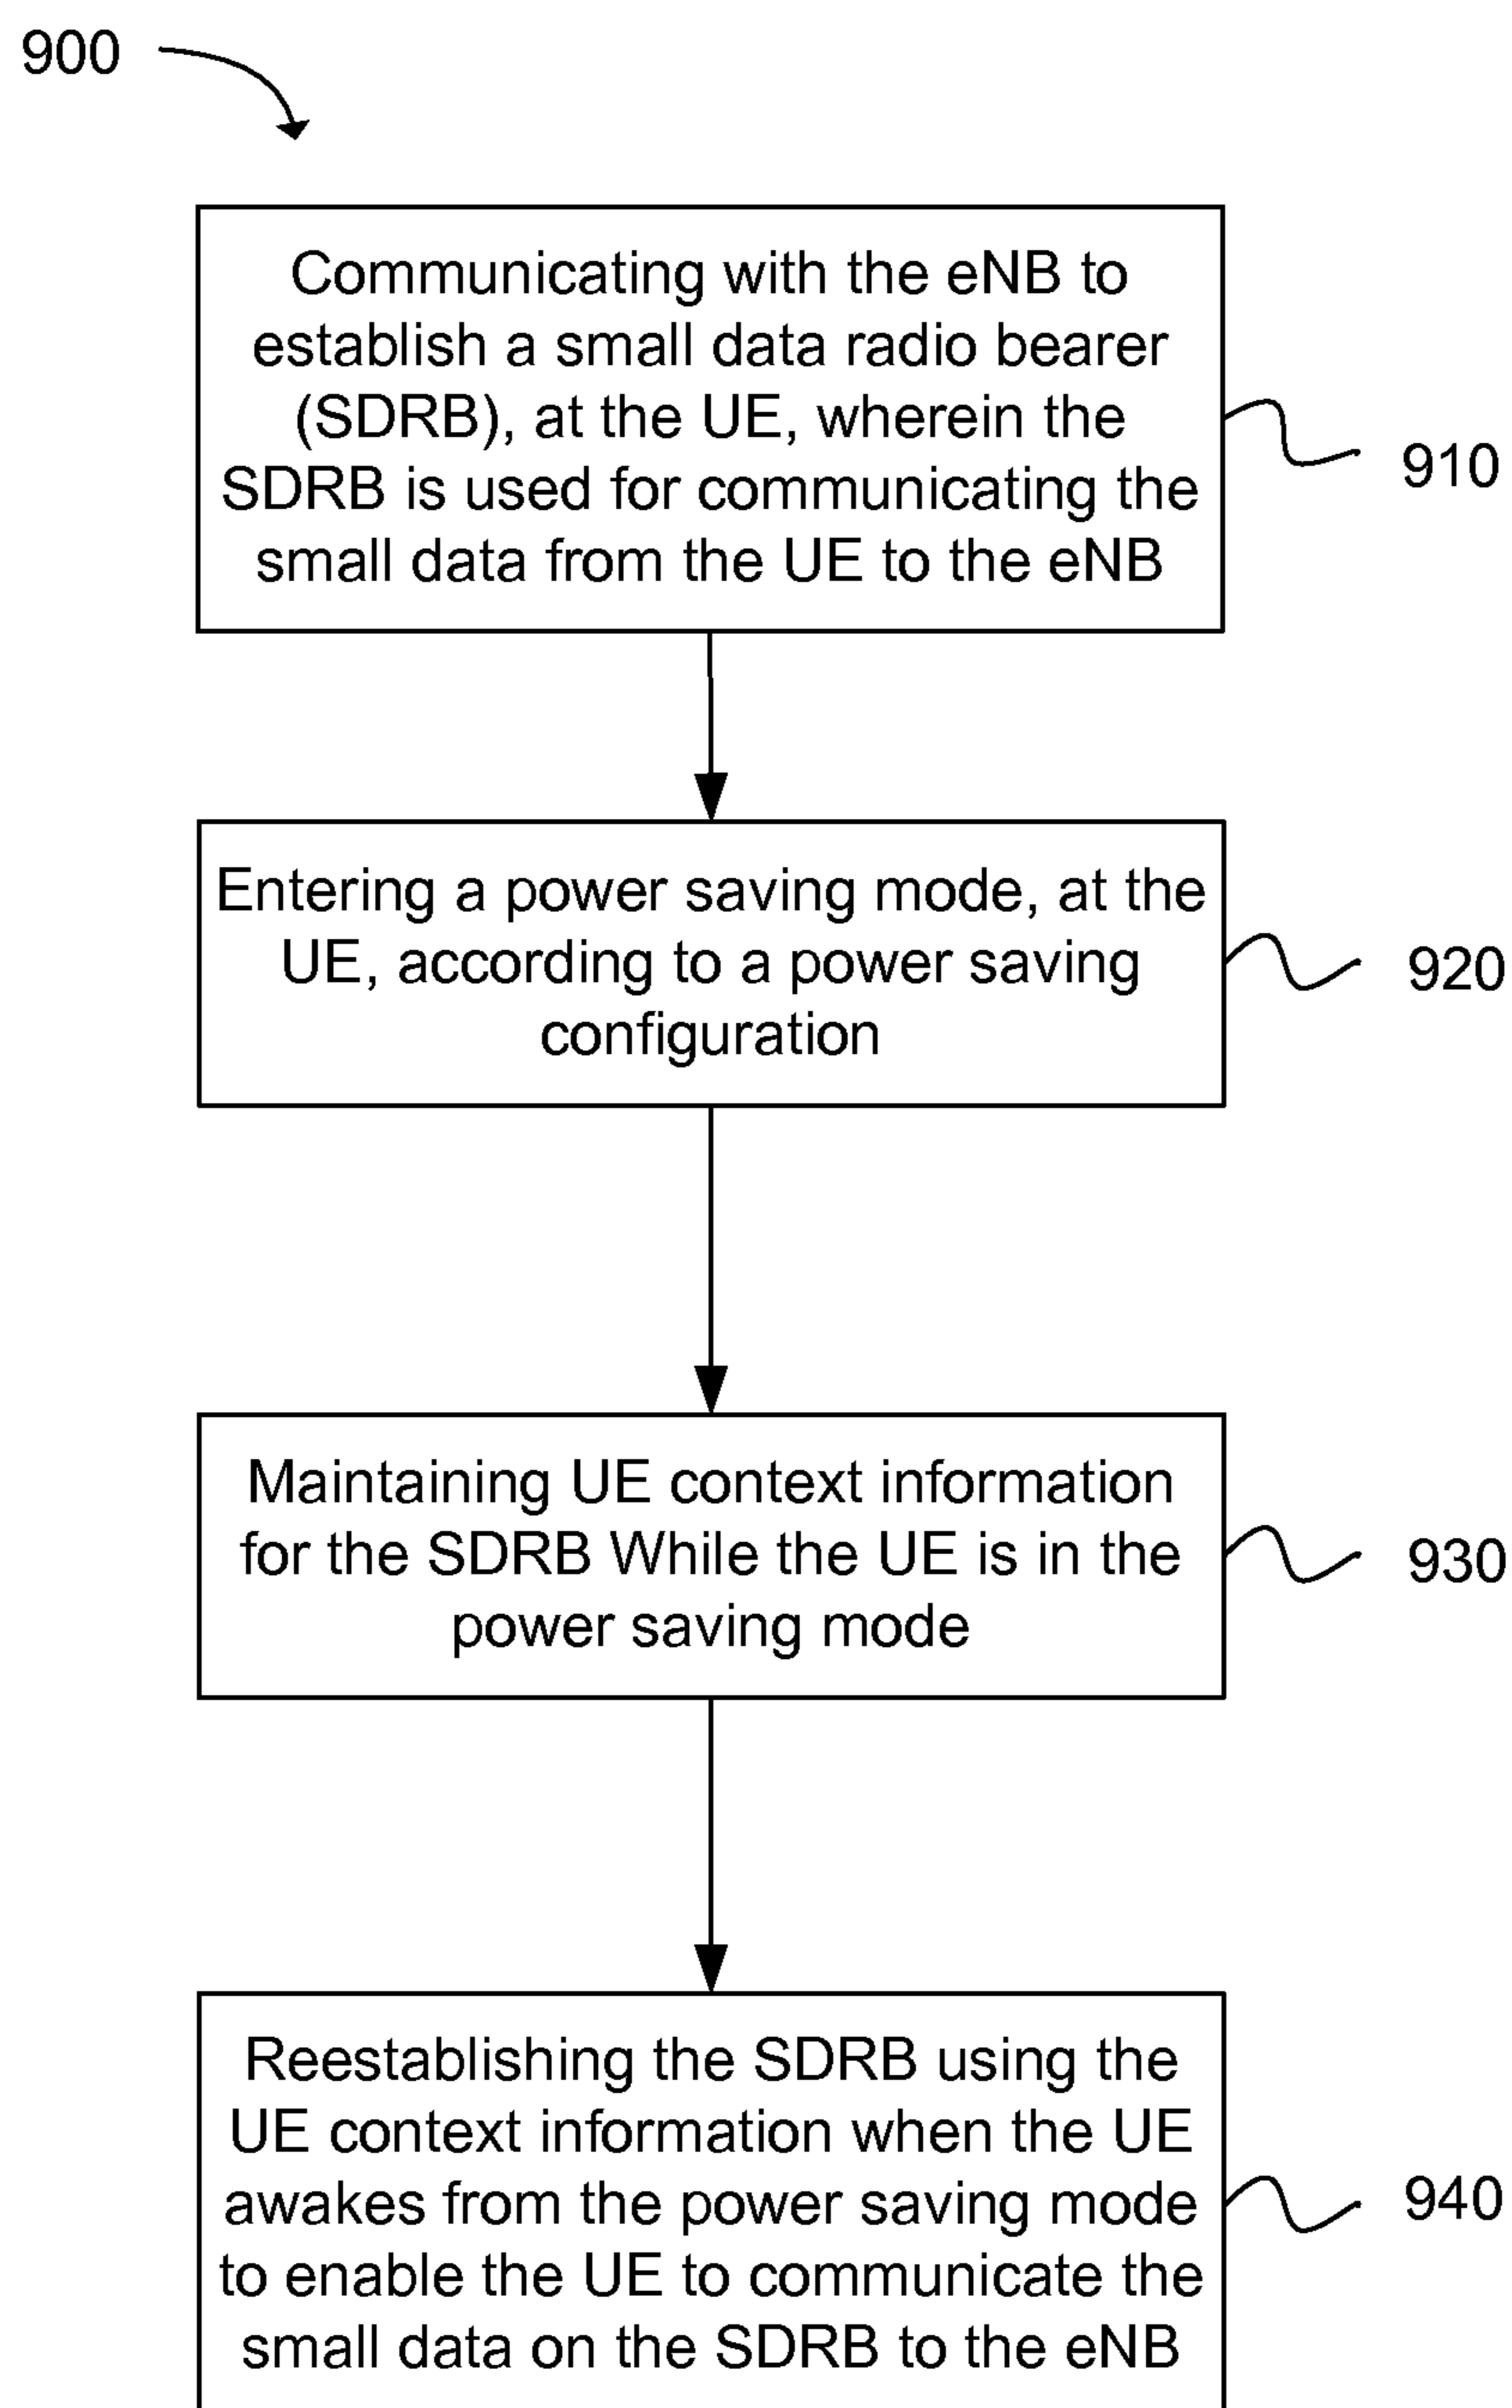 900
Communicating with the eNB to
establish a small data radio bearer
(SDRB), at the UE, wherein the
SDRB is used for communicating the
small data from the UE to the eNB
910
Entering a power saving mode, at the
UE, according to a power saving
configuration
920
Maintaining UE context information
for the SDRB While the UE is in the
power saving mode
930
Reestablishing the SDRB using the
UE context information when the UE
awakes from the power saving mode
to enable the UE to communicate the
small data on the SDRB to the eNB
940